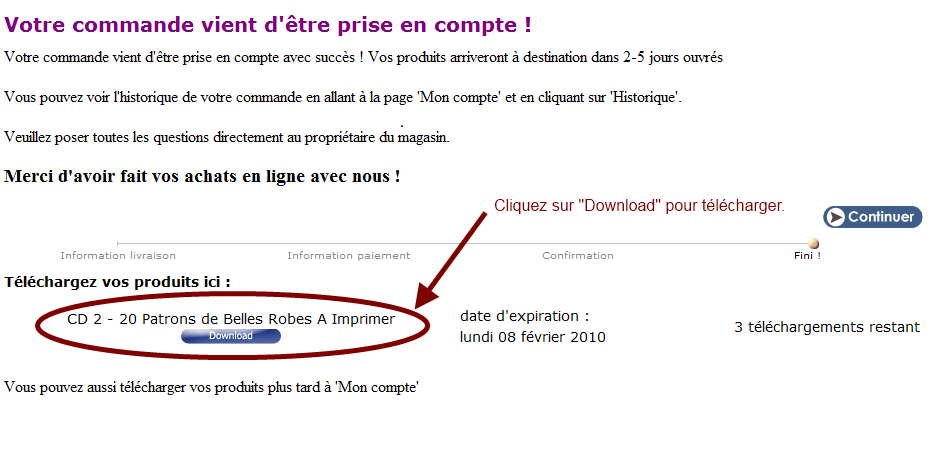 Votre commande vient d'être prise en compte !
Votre commande vient d'être prise en compte avec succès ! Vos produits arriveront à destination dans 2-5 jours ouvrés
Vous pouvez voir l'historique de votre commande en allant à la page 'Mon compte' et en cliquant sur 'Historique'.
Veuillez poser toutes les questions directement au propriétaire du magasin.
Merci d'avoir fait vos achats en ligne avec nous !
Cliquez sur "Download" pour télécharger.
Continuer
Information livraison Information paiement Confirmation Fini !
Téléchargez vos produits ici :
CD 2 - 20 Patrons de Belles Robes A Imprimer
Download
date d'expiration :
lundi 08 février 2010
3 téléchargements restant
Vous pouvez aussi télécharger vos produits plus tard à 'Mon compte'